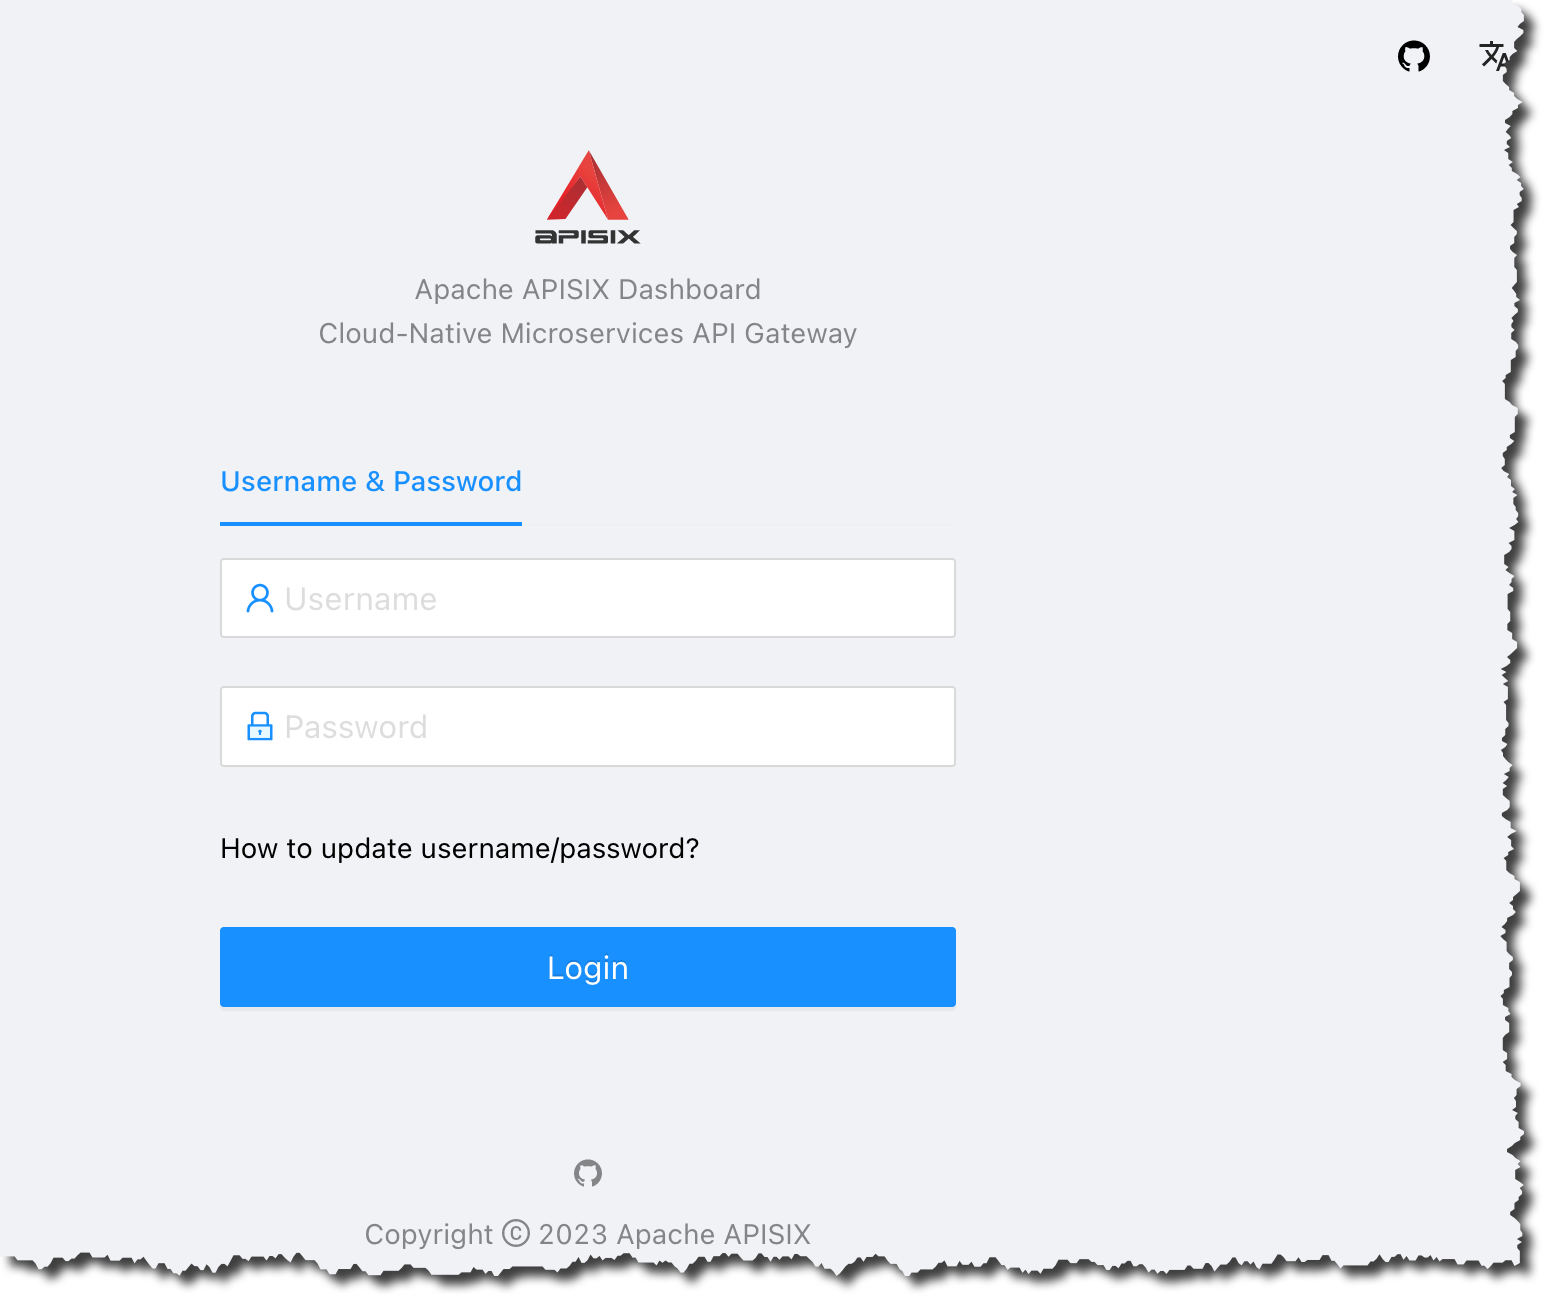 APISIX
Apache APISIX Dashboard
Cloud-Native Microservices API Gateway
Username & Password
Username
Password
How to update username/password?
Login
Copyright © 2023 Apache APISIX